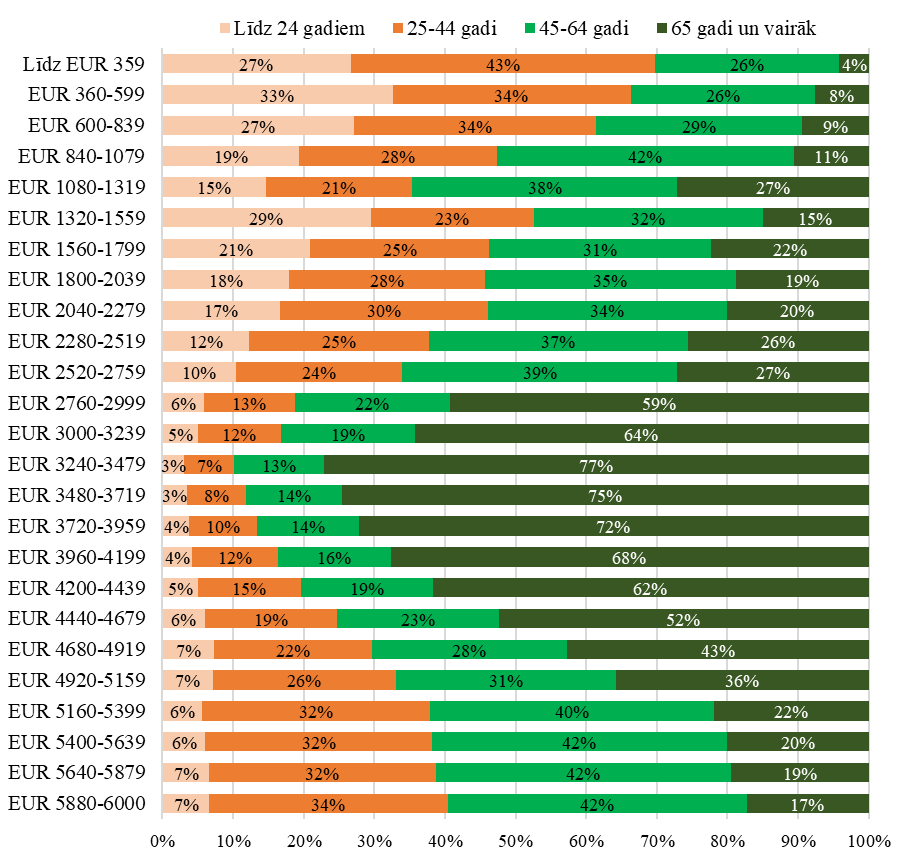 Līdz 24 gadiem 25-44 gadi 45-64 gadi 65 gadi un vairāk
Līdz EUR 359 27% 43% 26% 4%
EUR 360-599 33% 34% 26% 8%
EUR 600-839 27% 34% 29% 9%
EUR 840-1079 19% 28% 42% 11%
EUR 1080-1319 15% 21% 38% 27%
EUR 1320-1559 29% 23% 32% 15%
EUR 1560-1799 21% 25% 31% 22%
EUR 1800-2039 18% 28% 35% 19%
EUR 2040-2279 17% 30% 34% 20%
EUR 2280-2519 12% 25% 37% 26%
EUR 2520-2759 10% 24% 39% 27%
EUR 2760-2999 6% 13% 22% 59%
EUR 3000-3239 5% 12% 19% 64%
EUR 3240-3479 3% 7% 13% 77%
EUR 3480-3719 3% 8% 14% 75%
EUR 3720-3959 4% 10% 14% 72%
EUR 3960-4199 4% 12% 16% 68%
EUR 4200-4439 5% 15% 19% 62%
EUR 4440-4679 6% 19% 23% 52%
EUR 4680-4919 7% 22% 28% 43%
EUR 4920-5159 7% 26% 31% 36%
EUR 5160-5399 6% 32% 40% 22%
EUR 5400-5639 6% 32% 42% 20%
EUR 5640-5879 7% 32% 42% 19%
EUR 5880-6000 7% 34% 42% 17%
0% 10% 20% 30% 40% 50% 60% 70% 80% 90% 100%